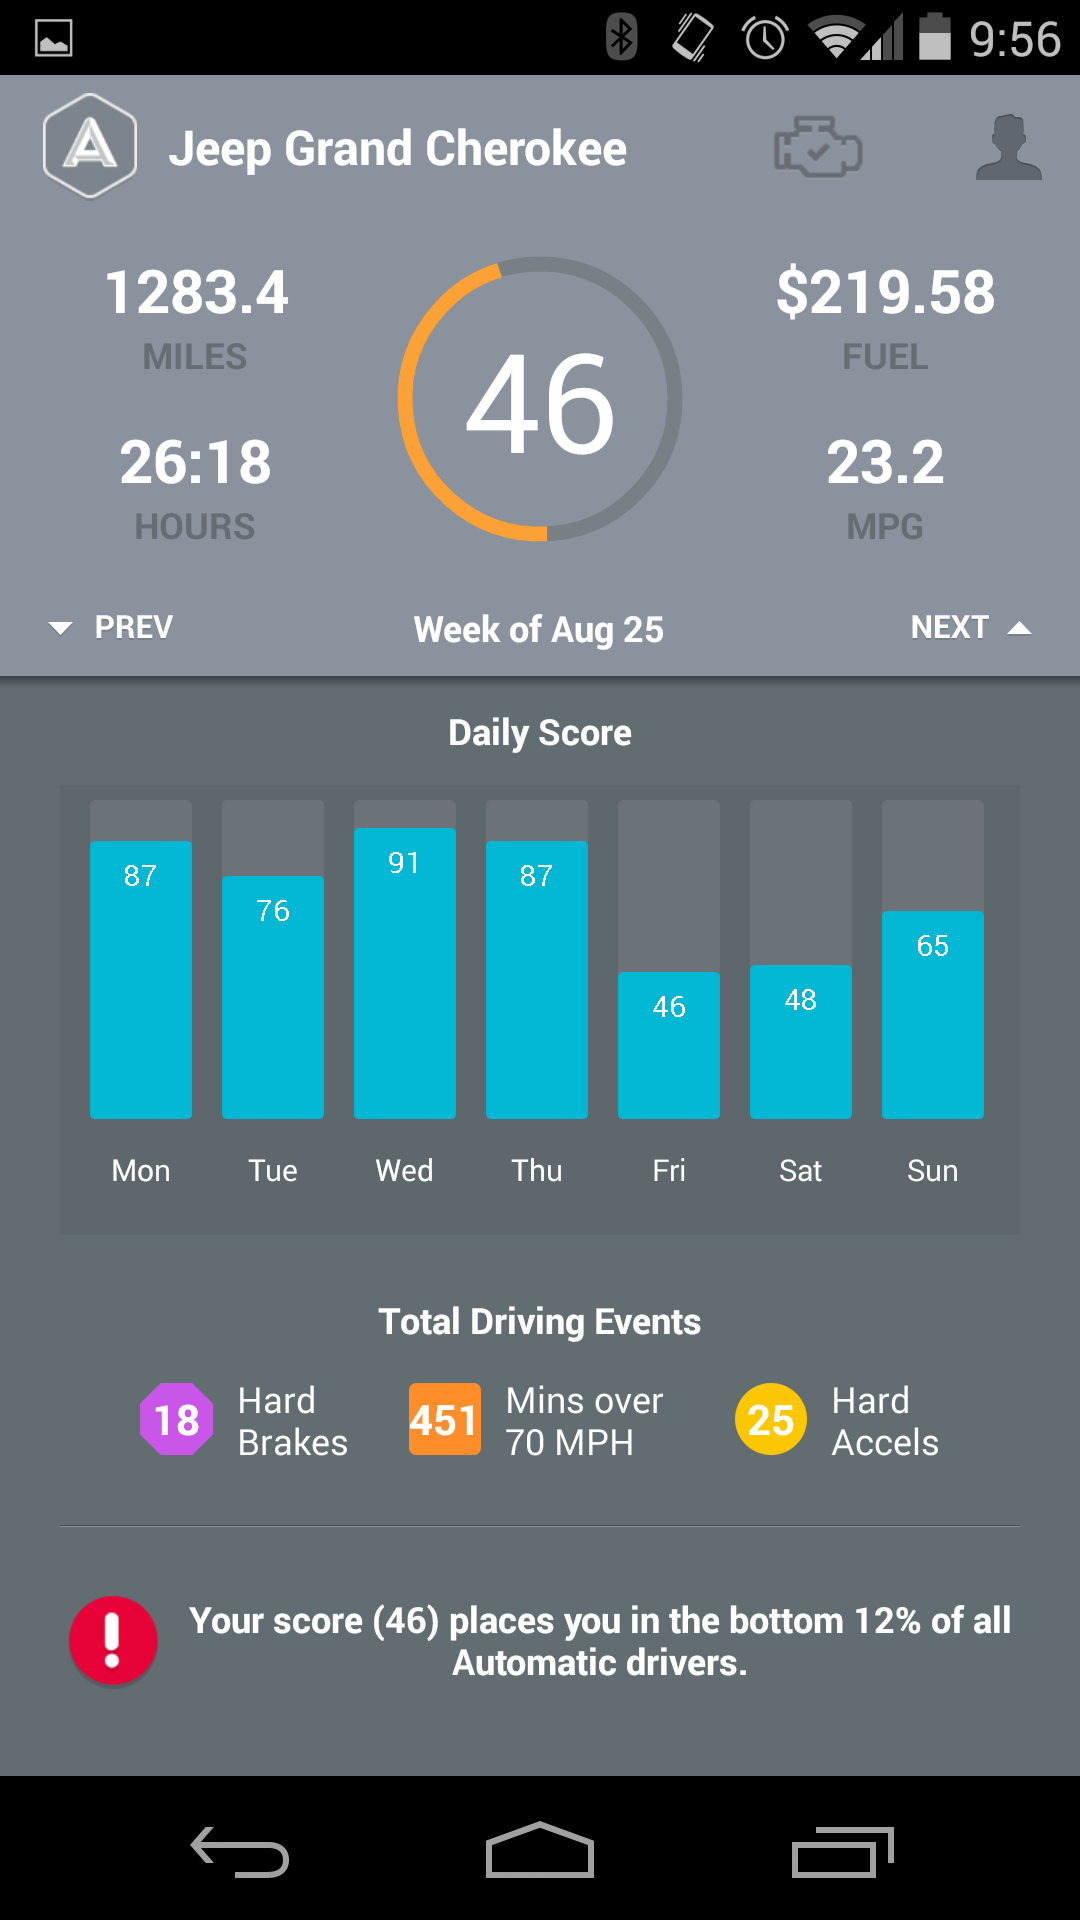 9:56
A
Jeep Grand Cherokee
1283.4
MILES
26:18
HOURS
46
$219.58
FUEL
23.2
MPG
PREV
Week of Aug 25
NEXT
Daily Score
87 76 91 87 46 48 65
Mon Tue Wed Thu Fri Sat Sun
Total Driving Events
18
Hard
Brakes
451
Mins over
70 MPH
25
Hard
Accels
Your score (46) places you in the bottom 12% of all
Automatic drivers.